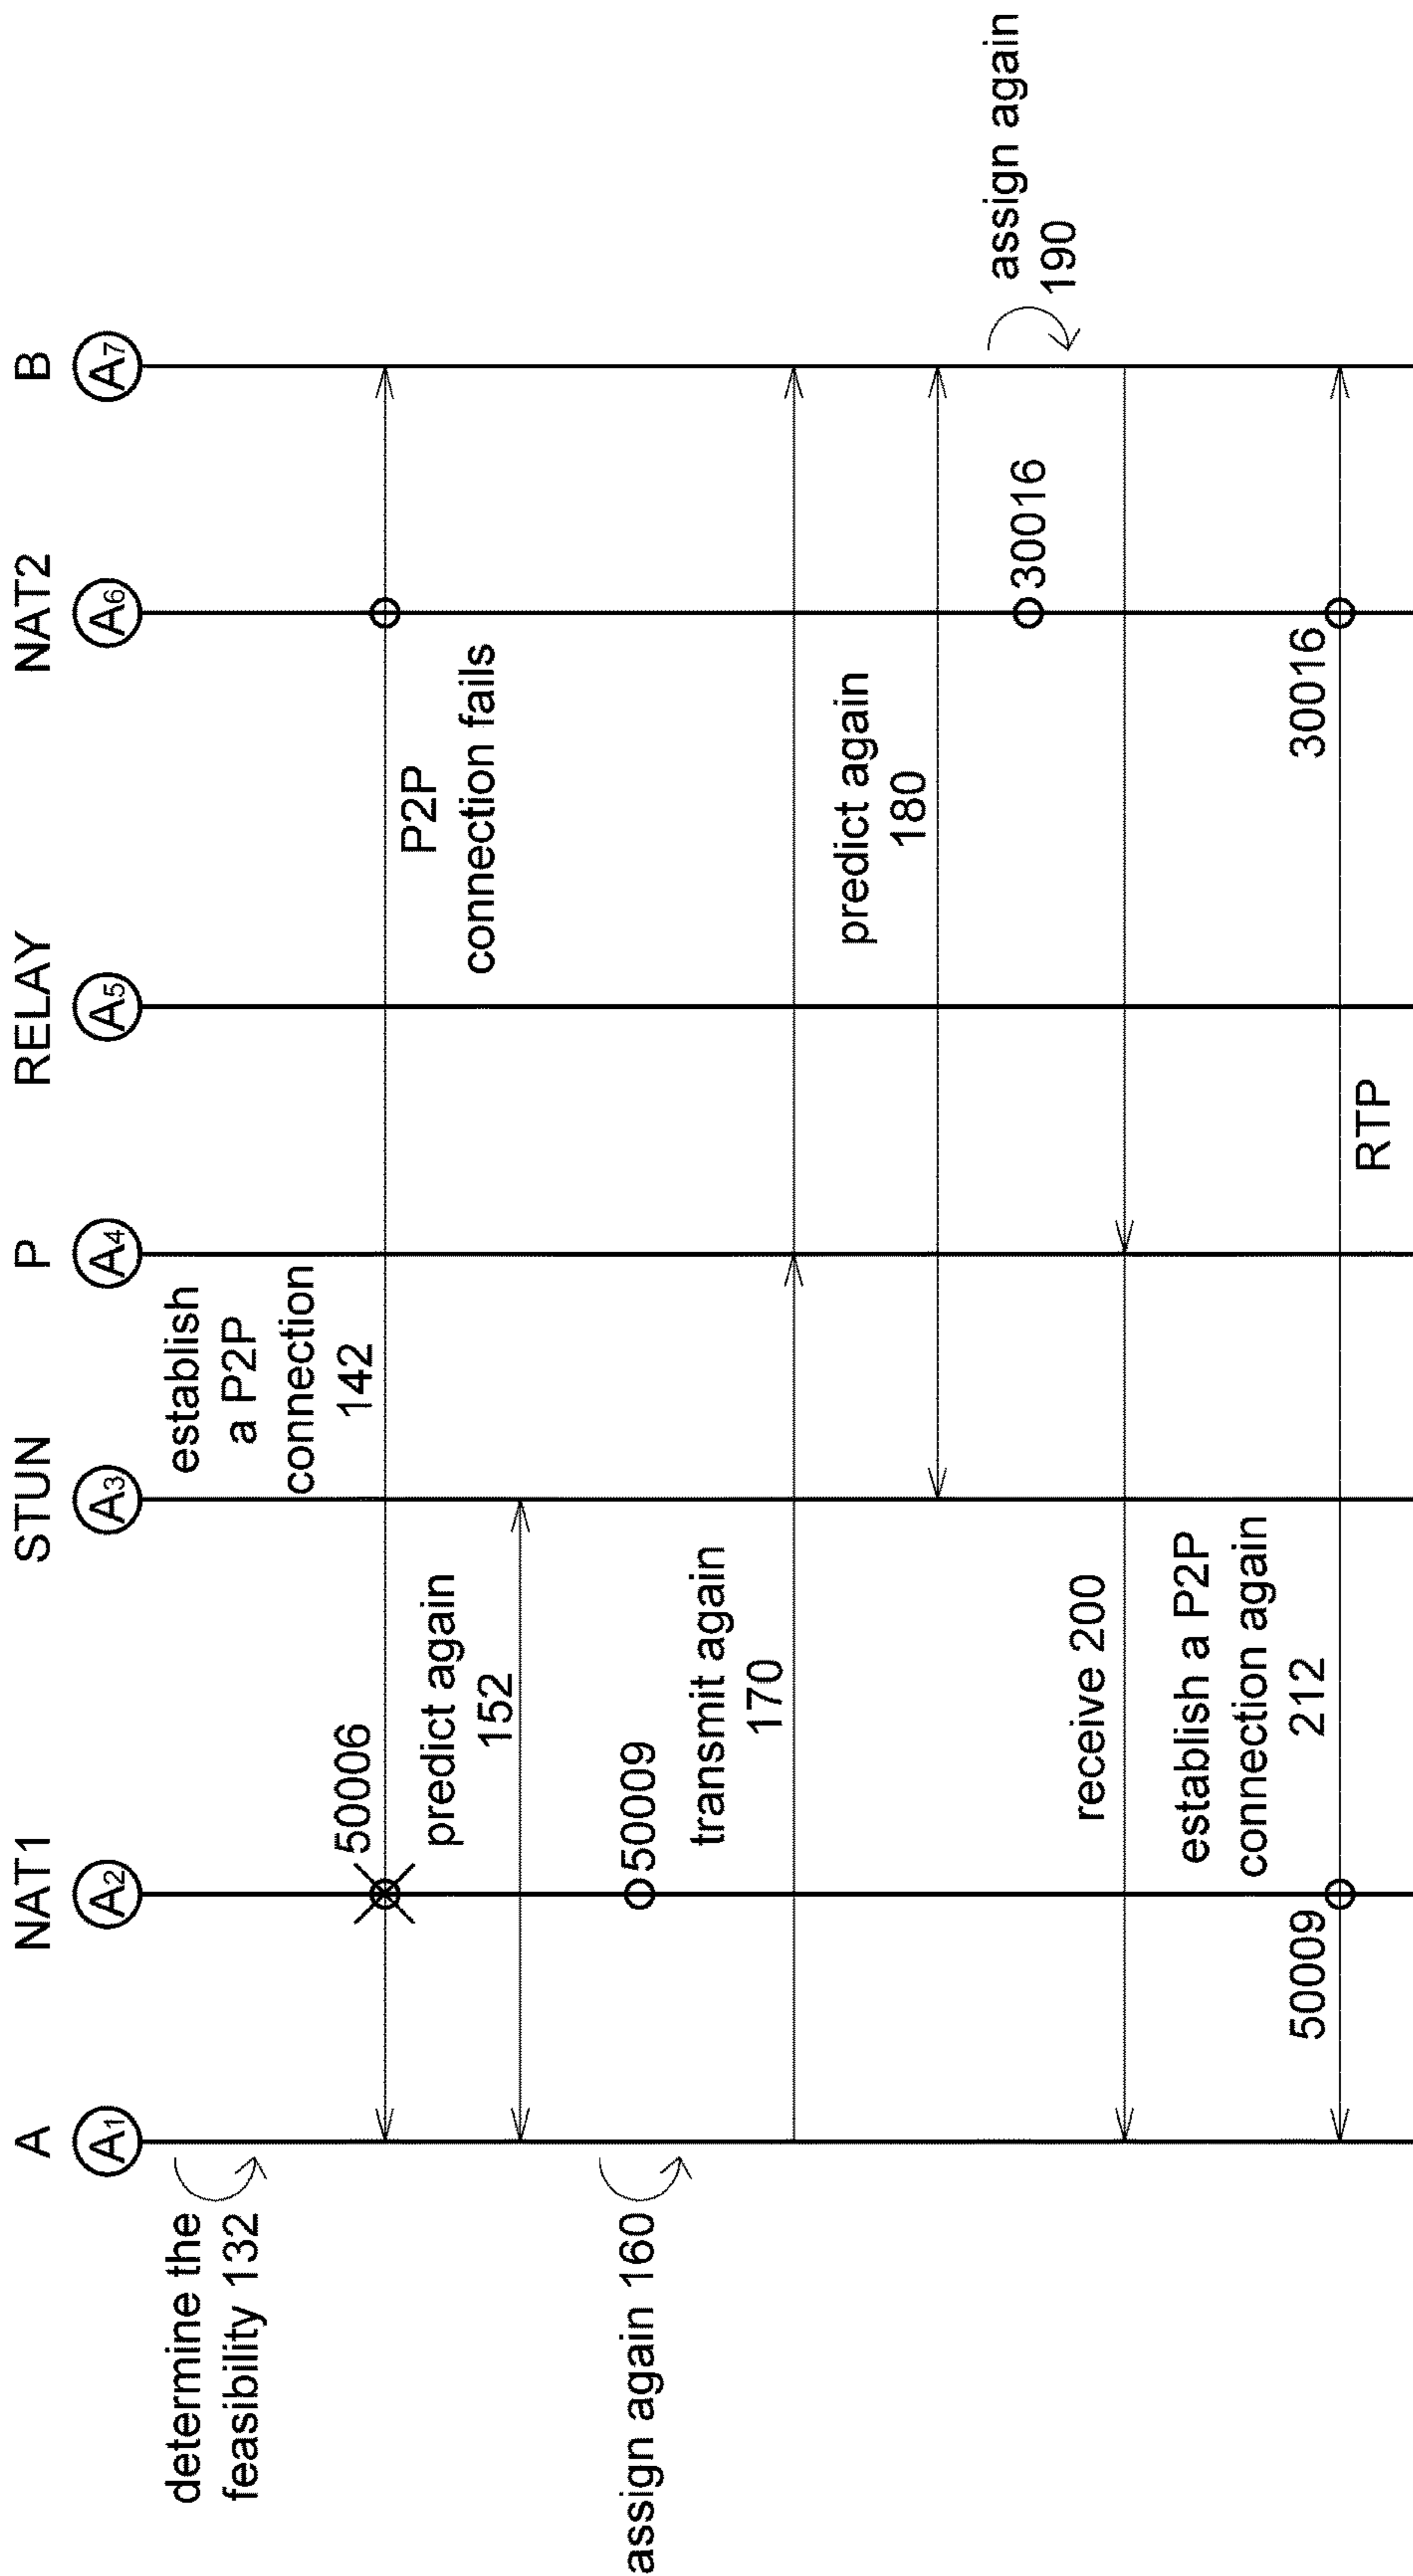 A
NAT1
STUN
P
RELAY
NAT2
B
A1
A2
A3
A4
A5
A6
A7
determine the
feasibility 132
establish
a P2P
connection
142
50006
P2P
connection fails
predict again
152
assign again 160
50009
transmit again
170
predict again
180
assign again
190
30016
receive 200
establish a P2P
connection again
212
50009
30016
RTP